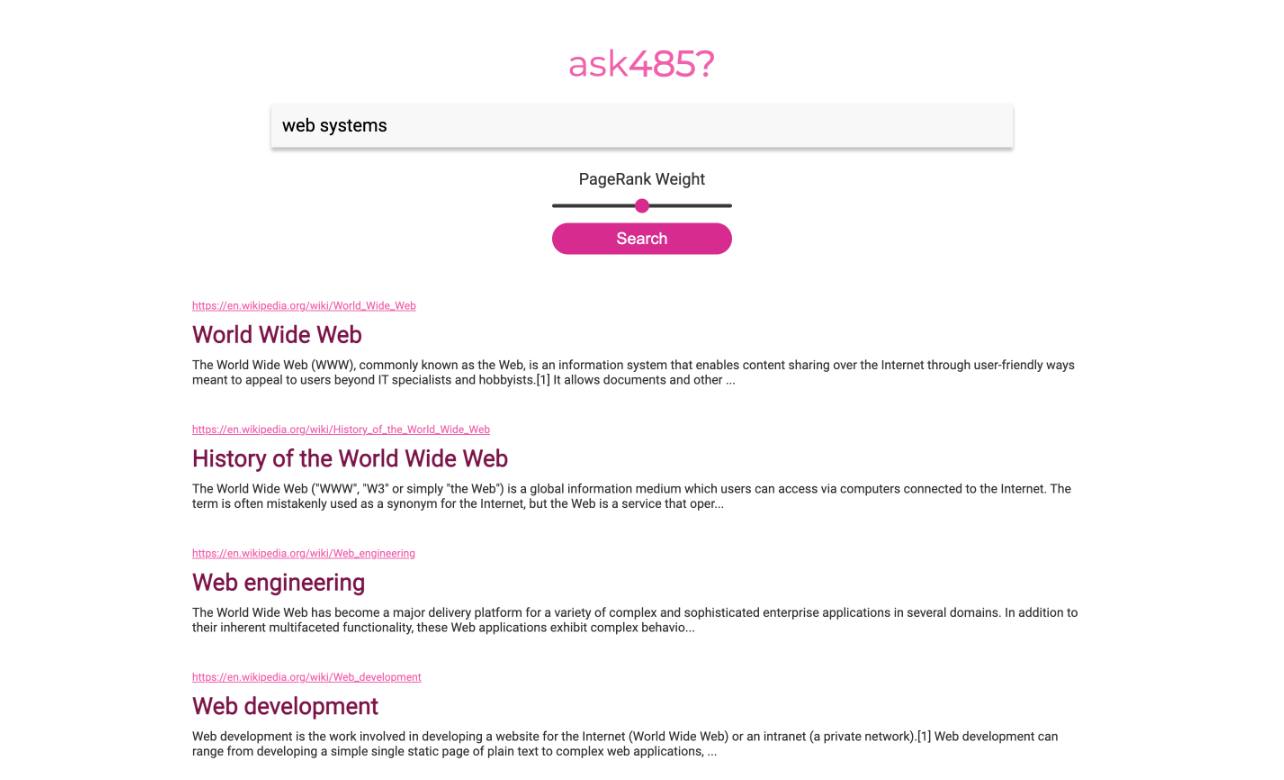 ask485?
web systems
PageRank Weight
Search
https://en.wikipedia.org/wiki/World_Wide_Web
World Wide Web
The World Wide Web (WWW), commonly known as the Web, is an information system that enables content sharing over the Internet through user-friendly ways
meant to appeal to users beyond IT specialists and hobbyists.[1] It allows documents and other ...
https://en.wikipedia.org/wiki/History_of_the_World_Wide_Web
History of the World Wide Web
The World Wide Web ("WWW", "W3" or simply "the Web") is a global information medium which users can access via computers connected to the Internet. The
term is often mistakenly used as a synonym for the Internet, but the Web is a service that oper...
https://en.wikipedia.org/wiki/Web_engineering
Web engineering
The World Wide Web has become a major delivery platform for a variety of complex and sophisticated enterprise applications in several domains. In addition to
their inherent multifaceted functionality, these Web applications exhibit complex behavio...
https://en.wikipedia.org/wiki/Web_development
Web development
Web development is the work involved in developing a website for the Internet (World Wide Web) or an intranet (a private network).[1] Web development can
range from developing a simple single static page of plain text to complex web applications, ...